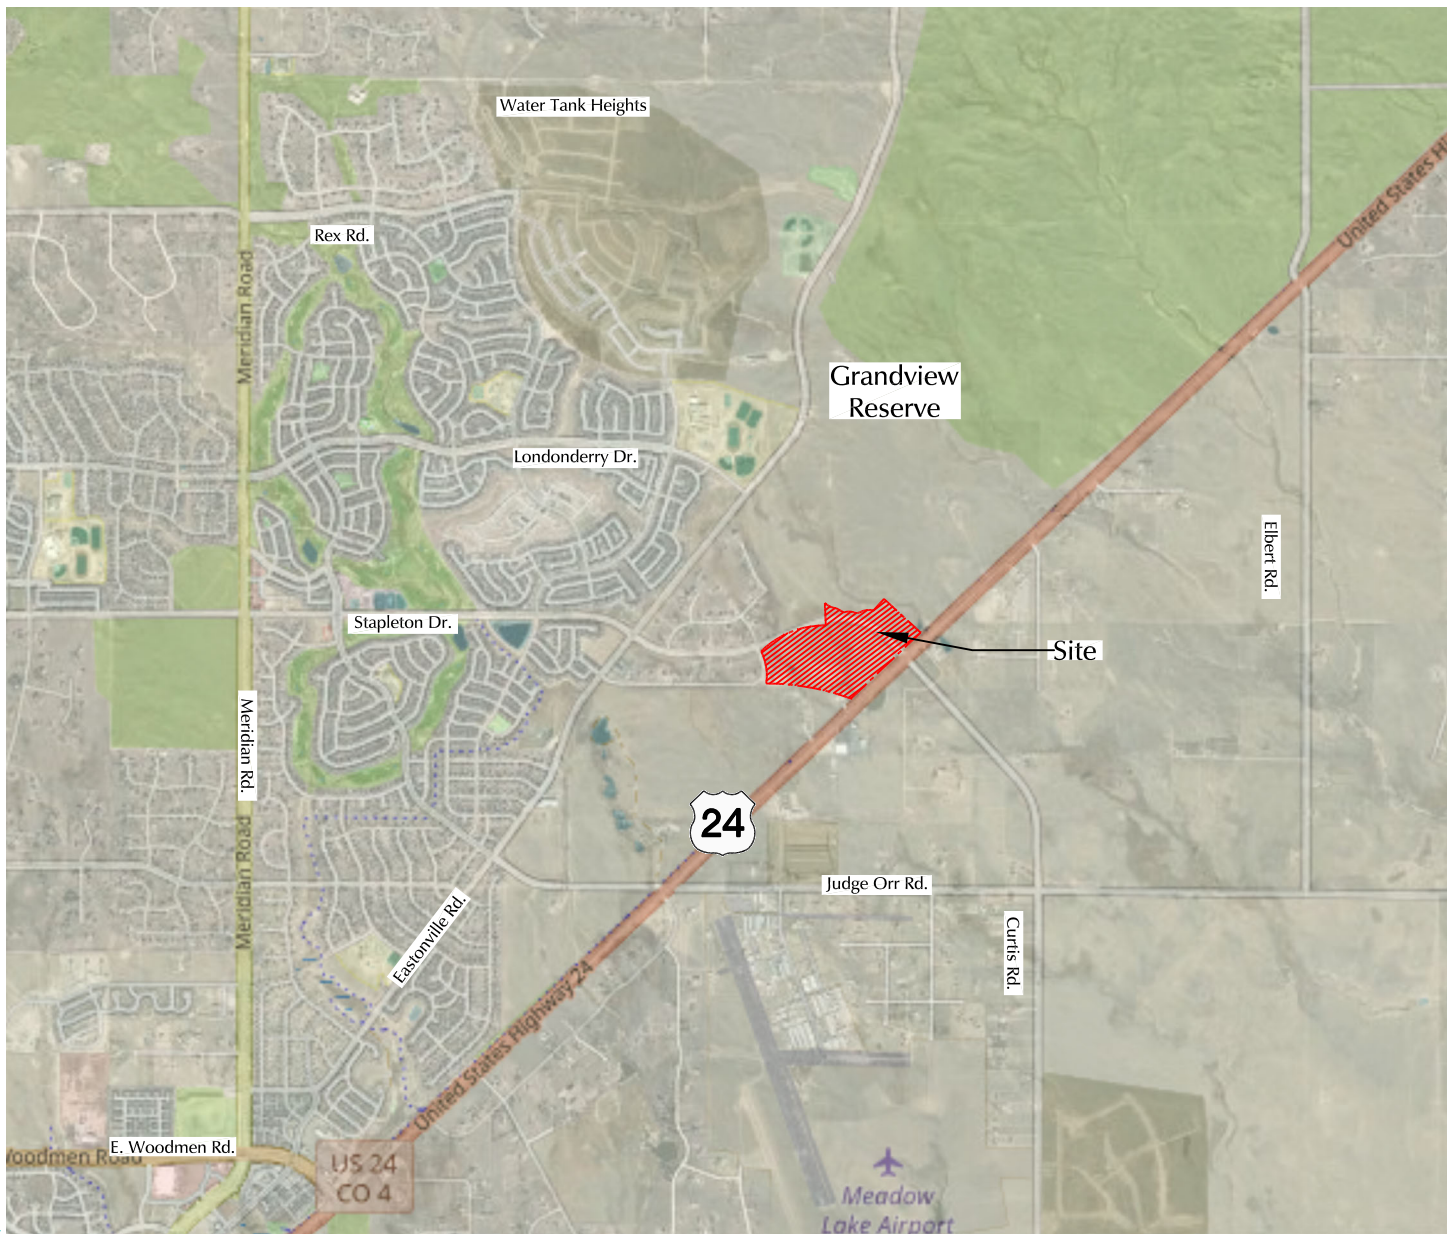 Water Tank Heights
United States Hi
Rex Rd.
Meridian Road
Grandview
Reserve
Londonderry Dr.
Elbert Rd.
Stapleton Dr.
Site
Meridian Rd.
24
Meridian Road
Judge Orr Rd.
Eastonville Rd.
Curtis Rd.
United States Highway 24
E. Woodmen Rd.
Woodmen Road
US 24
CO 4
Meadow
Lake Airport